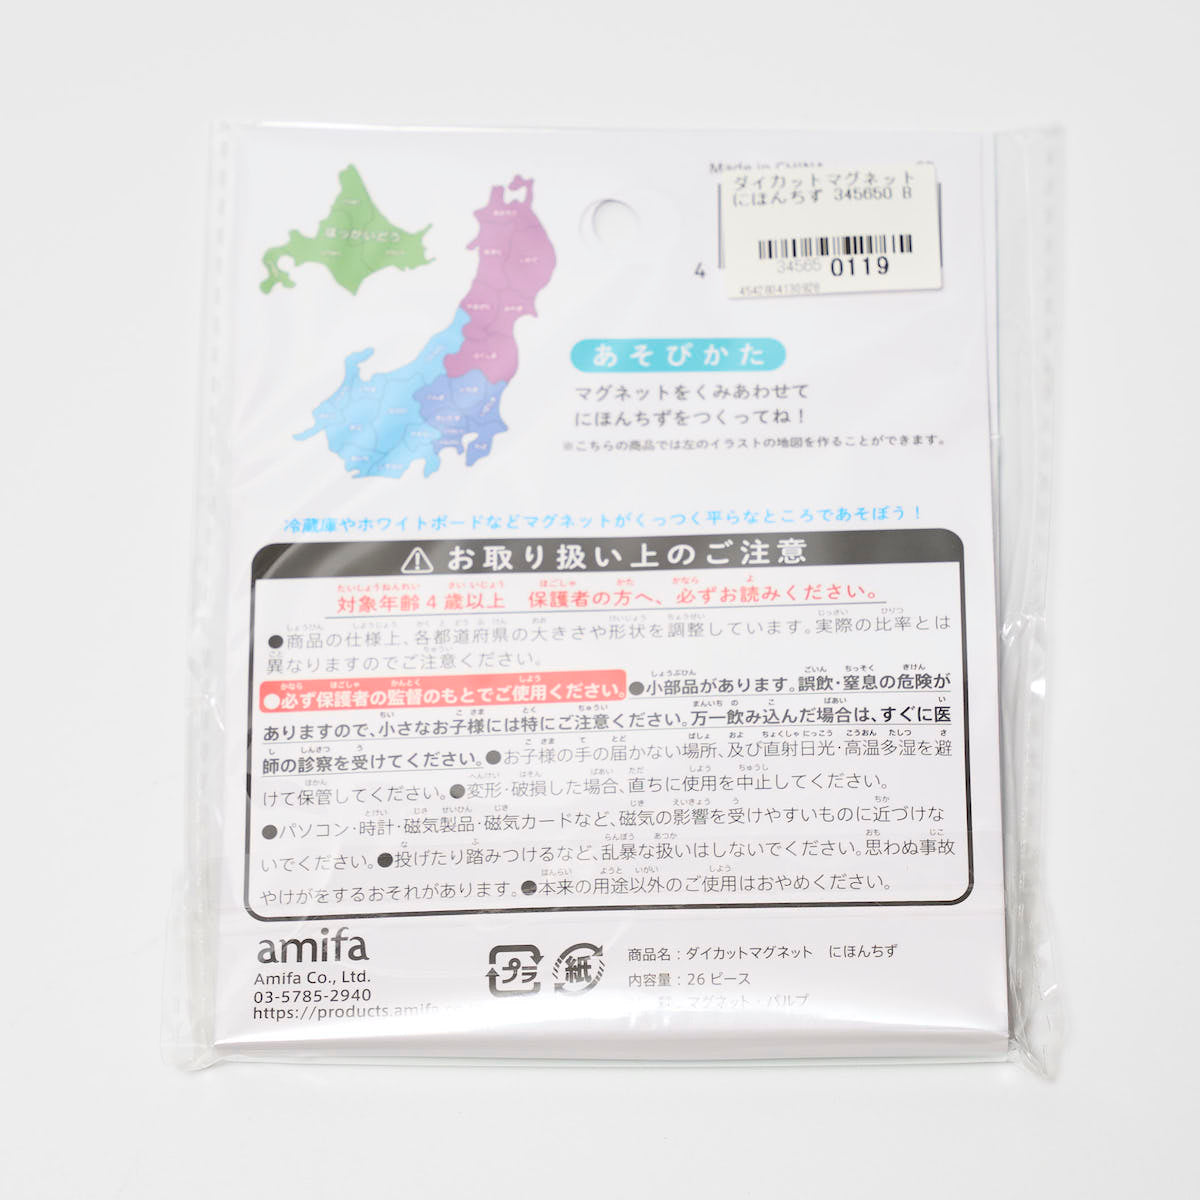 Made in CHINA
ダイカットマグネット
にほんちず 345650 B
34565 0119
4542804130928
4
ほっかいどう
あそびかた
マグネットをくみあわせて
にほんちずをつくってね！
※こちらの商品では左のイラストの地図を作ることができます。
冷蔵庫やホワイトボードなどマグネットがくっつく平らなところであそぼう！
お取り扱い上のご注意
対象年齢4歳以上 保護者の方へ、必ずお読みください。
●商品の仕様上、各都道府県の大きさや形状を調整しています。実際の比率とは
異なりますのでご注意ください。
●必ず保護者の監督のもとでご使用ください。●小部品があります。誤飲・窒息の危険が
ありますので、小さなお子様には特にご注意ください。万一飲み込んだ場合は、すぐに医
師の診察を受けてください。●お子様の手の届かない場所、及び直射日光・高温多湿を避
けて保管してください。●変形・破損した場合、直ちに使用を中止してください。
●パソコン・時計・磁気製品・磁気カードなど、磁気の影響を受けやすいものに近づけな
いでください。●投げたり踏みつけるなど、乱暴な扱いはしないでください。思わぬ事故
やけがをするおそれがあります。●本来の用途以外のご使用はおやめください。
amifa
Amifa Co., Ltd.
03-5785-2940
https://products.amifa.c
プラ
紙
商品名：ダイカットマグネット にほんちず
内容量：26ピース
マグネット・パルプ